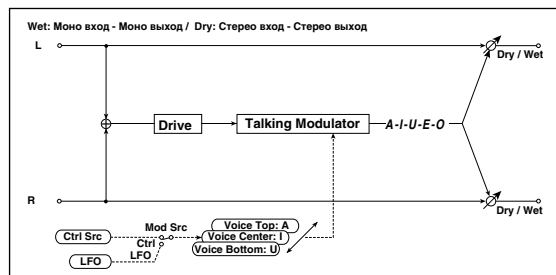 Wet: Моно вход - Моно выход / Dry: Стерео вход - Стерео выход
L
Dry / Wet
Drive
Talking Modulator
A-I-U-E-O
R
Dry / Wet
Mod Src
Voice Top: A
Ctrl Src
Voice Center: I
Ctrl
LFO
Voice Bottom: U
LFO